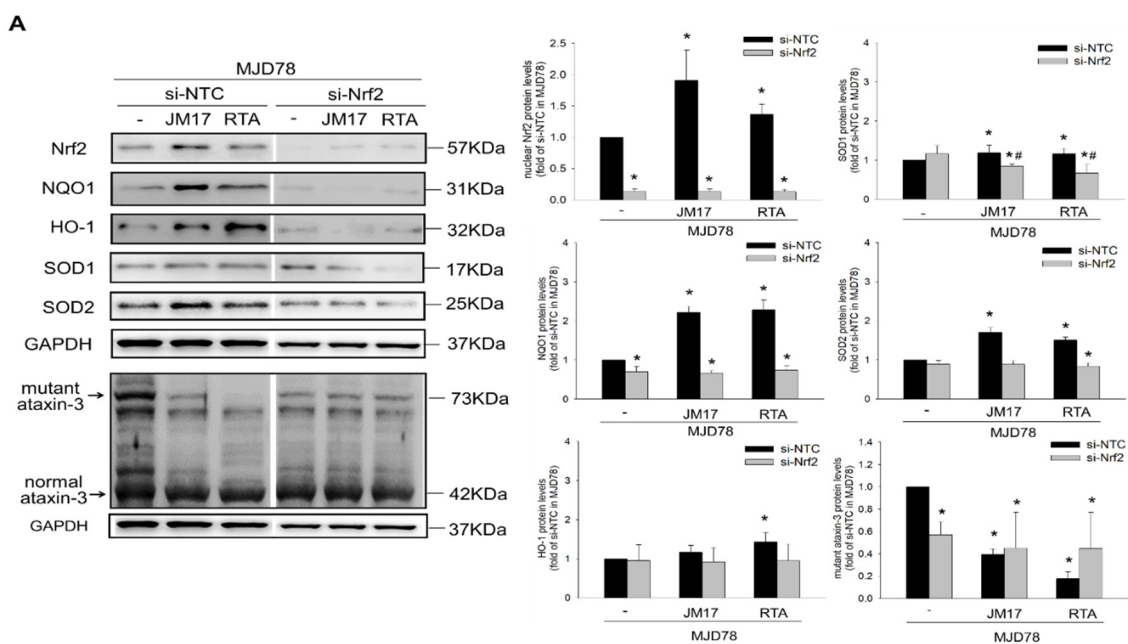 A
MJD78
si-NTC si-Nrf2
- JM17 RTA - JM17 RTA
Nrf2 57KDa
NQO1 31KDa
HO-1 32KDa
SOD1 17KDa
SOD2 25KDa
GAPDH 37KDa
mutant
ataxin-3 73KDa
normal
ataxin-3 42KDa
GAPDH 37KDa
si-NTC
si-Nrf2
nuclear Nrf2 protein levels
(fold of si-NTC in MJD78)
2.5
2.0
1.5
1.0
0.5
0.0
* * * * *
- JM17 RTA
MJD78
si-NTC
si-Nrf2
SOD1 protein levels
(fold of si-NTC in MJD78)
4
3
2
1
0
* *# * *#
- JM17 RTA
MJD78
si-NTC
si-Nrf2
NQO1 protein levels
(fold of si-NTC in MJD78)
4
3
2
1
0
* * * * *
- JM17 RTA
MJD78
si-NTC
si-Nrf2
SOD2 protein levels
(fold of si-NTC in MJD78)
4
3
2
1
0
* * *
- JM17 RTA
MJD78
si-NTC
si-Nrf2
HO-1 protein levels
(fold of si-NTC in MJD78)
4
3
2
1
0
*
- JM17 RTA
MJD78
si-NTC
si-Nrf2
mutant ataxin-3 protein levels
(fold of si-NTC in MJD78)
1.4
1.2
1.0
0.8
0.6
0.4
0.2
0.0
* * * * *
- JM17 RTA
MJD78